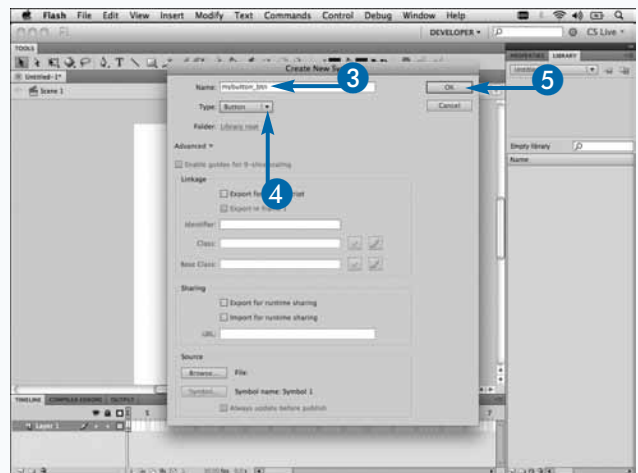 Flash File Edit View Insert Modify Text Commands Control Debug Window Help
DEVELOPER
CS Live
TOOLS
T
Untitled-1*
Scene 1
Create New
3
Name: mybutton_btn
OK
5
Type: Button
Cancel
4
Folder: Library root
Advanced
Enable guides for 9-slice scaling
Linkage
Export for
Export in frame 1
Identifier:
Class:
Base Class:
Sharing
Export for runtime sharing
Import for runtime sharing
URL:
Source
Browse... File:
Symbol... Symbol name: Symbol 1
Always update before publish
PROPERTIES LIBRARY
Empty library
Name
TIMELINE COMPILER ERRORS OUTPUT
Layer 1